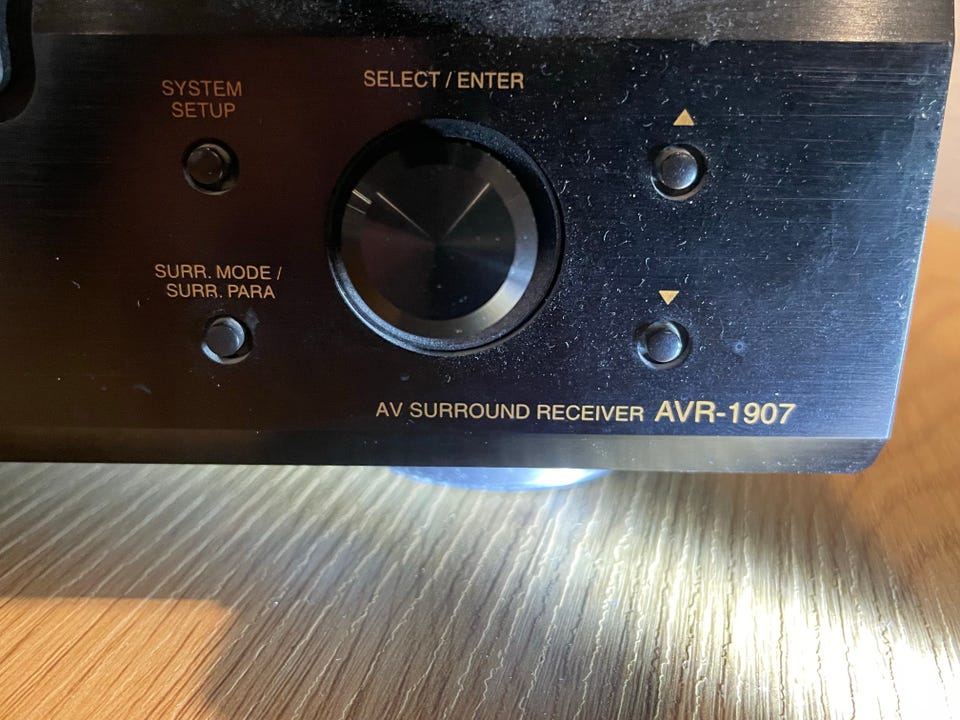 SYSTEM
SETUP
SELECT / ENTER
SURR. MODE /
SURR. PARA
AV SURROUND RECEIVER AVR-1907